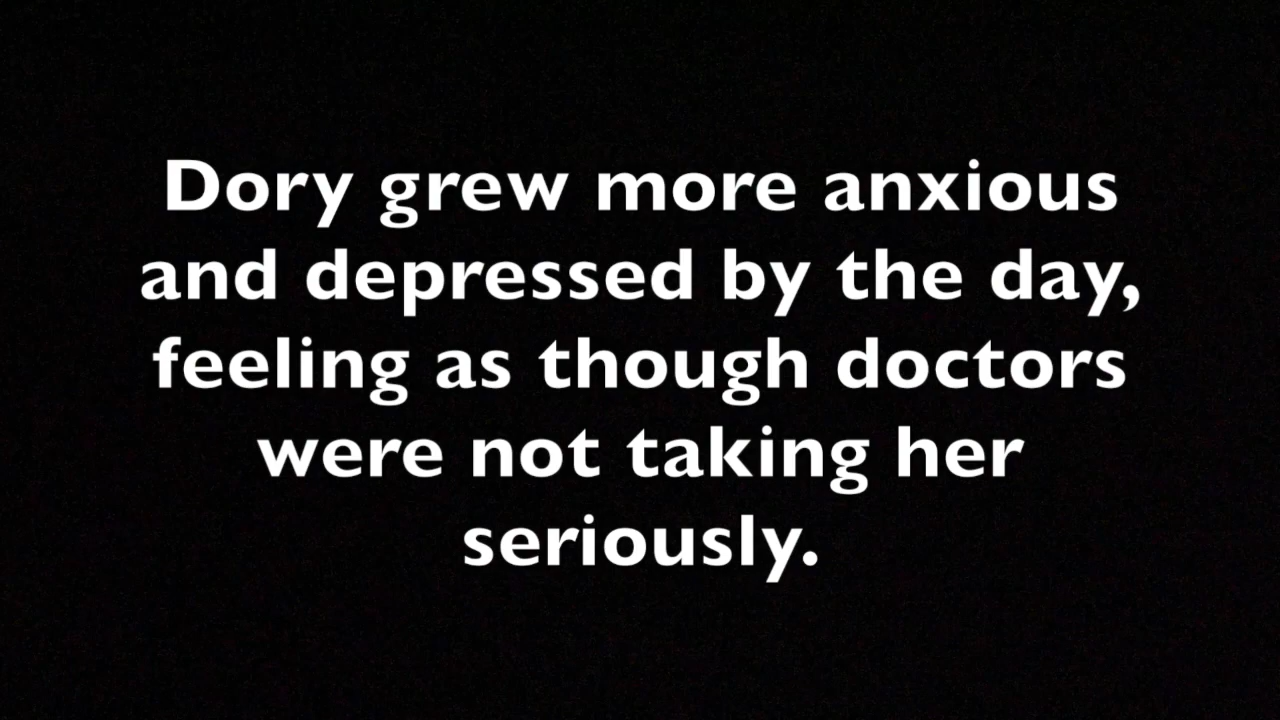 Dory grew more anxious
and depressed by the day,
feeling as though doctors
were not taking her
seriously.